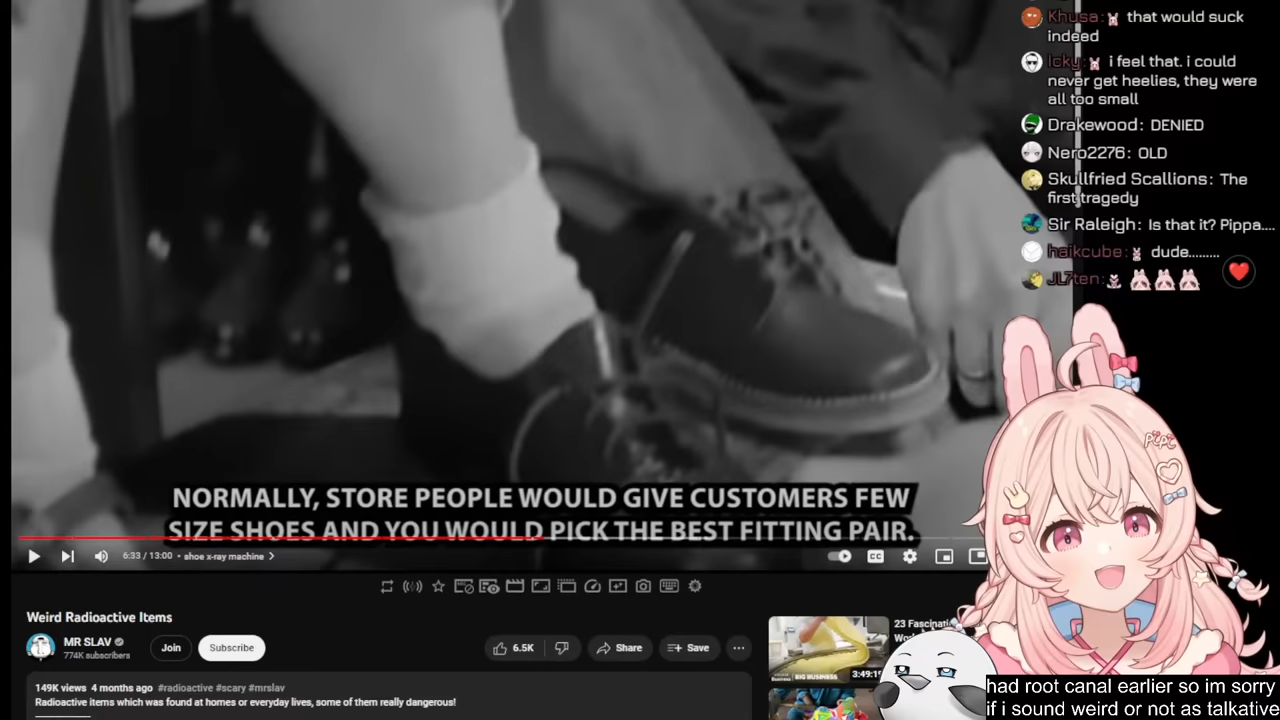 Khusa: that would suck
indeed
Icky: i feel that. i could
never get heelies, they were
all too small
Drakewood: DENIED
Nero2276: OLD
Skullfried Scallions: The
first tragedy
Sir Raleigh: Is that it? Pippa....
haikcube: dude.........
JL7ten:
NORMALLY, STORE PEOPLE WOULD GIVE CUSTOMERS FEW
SIZE SHOES AND YOU WOULD PICK THE BEST FITTING PAIR.
6:33 / 13:00 • shoe x-ray machine >
CC
Pipi
Weird Radioactive Items
MR SLAV
774K subscribers
Join
Subscribe
6.5K
Share
Save
23 Fascinati
149K views 4 months ago #radioactive #scary #mrslav
Radioactive items which was found at homes or everyday lives, some of them really dangerous!
BIG BUSINESS
3:49:1
had root canal earlier so im sorry
if i sound weird or not as talkative